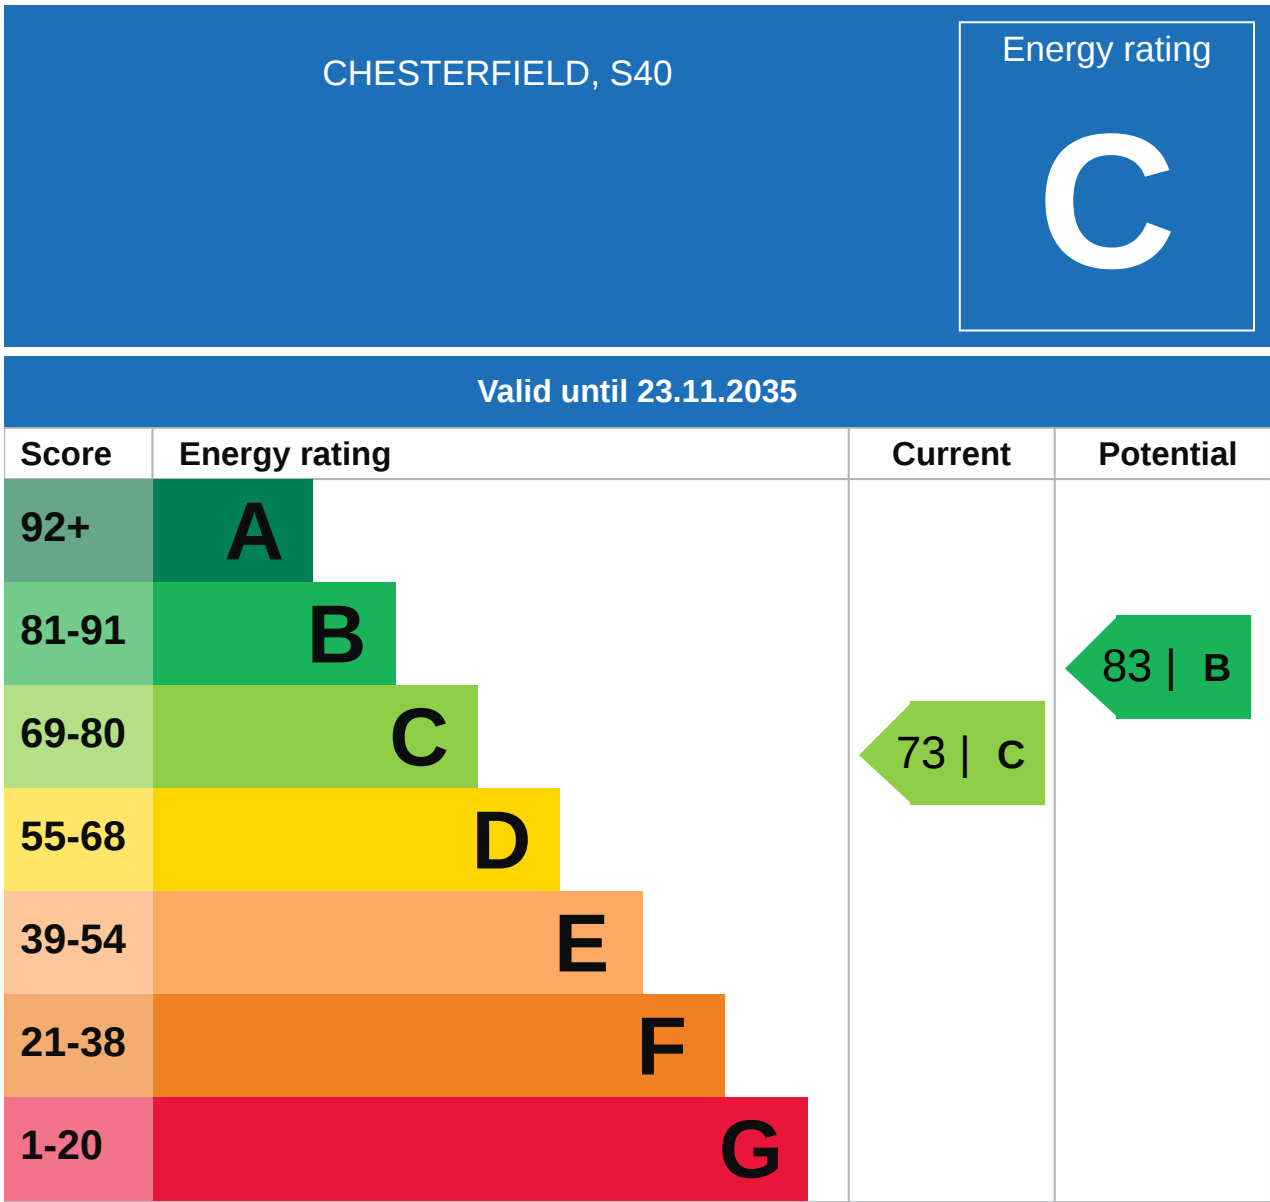 CHESTERFIELD, S40
Energy rating
C
Valid until 23.11.2035
Score Energy rating Current Potential
92+ A
81-91 B
83 | B
69-80 C
73 | C
55-68 D
39-54 E
21-38 F
1-20 G